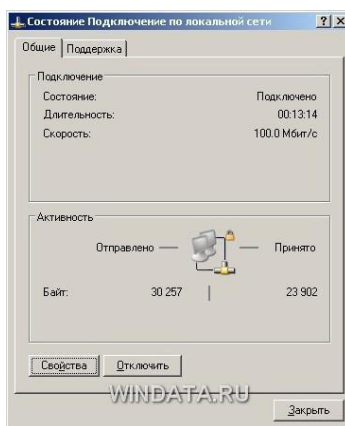 Состояние Подключение по локальной сети
Общие Поддержка
Подключение
Состояние: Подключено
Длительность: 00:13:14
Скорость: 100.0 Мбит/с
Активность
Отправлено — — Принято
Байт: 30 257 | 23 902
Свойства Отключить
WINDATA.RU
Закрыть